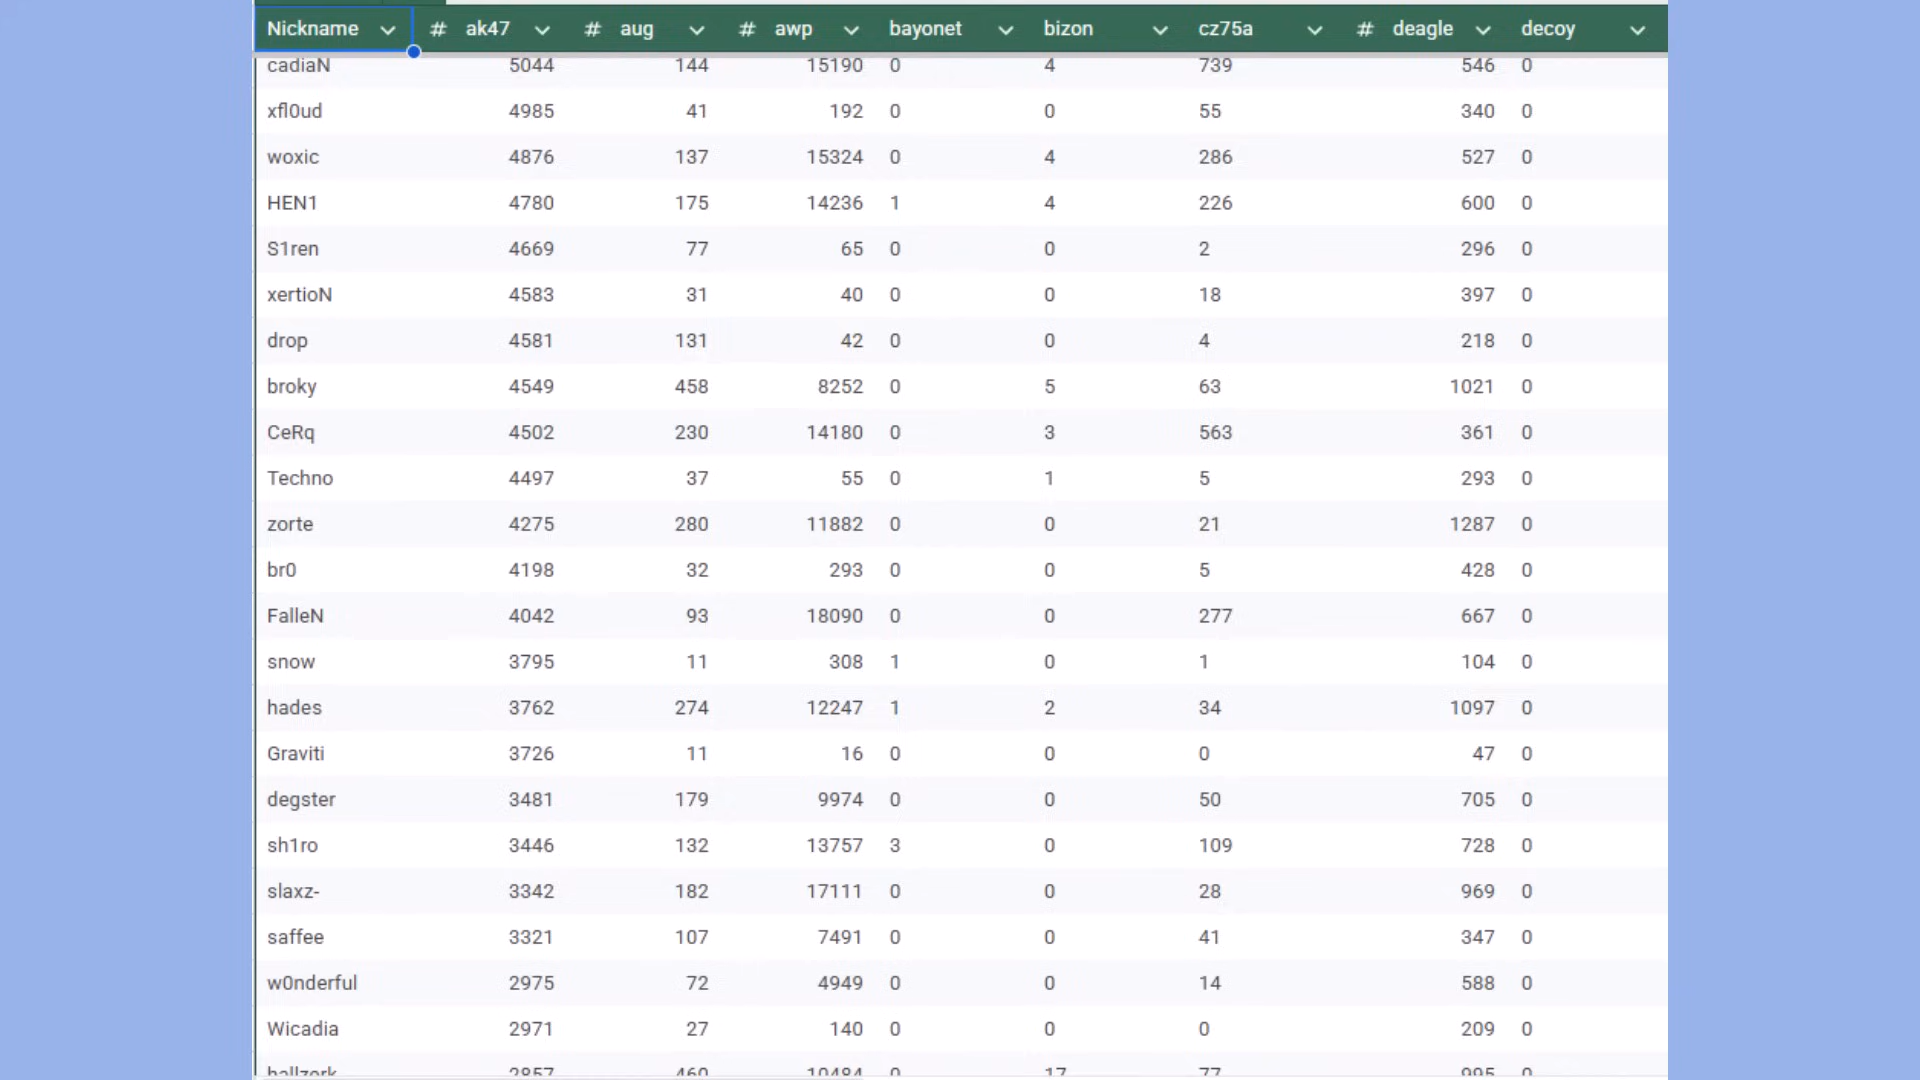 Nickname # ak47 # aug # awp bayonet bizon cz75a # deagle decoy
cadiaN 5044 144 15190 0 4 739 546 0
xfl0ud 4985 41 192 0 0 55 340 0
woxic 4876 137 15324 0 4 286 527 0
HEN1 4780 175 14236 1 4 226 600 0
S1ren 4669 77 65 0 0 2 296 0
xertioN 4583 31 40 0 0 18 397 0
drop 4581 131 42 0 0 4 218 0
broky 4549 458 8252 0 5 63 1021 0
CeRq 4502 230 14180 0 3 563 361 0
Techno 4497 37 55 0 1 5 293 0
zorte 4275 280 11882 0 0 21 1287 0
br0 4198 32 293 0 0 5 428 0
FalleN 4042 93 18090 0 0 277 667 0
snow 3795 11 308 1 0 1 104 0
hades 3762 274 12247 1 2 34 1097 0
Graviti 3726 11 16 0 0 0 47 0
degster 3481 179 9974 0 0 50 705 0
sh1ro 3446 132 13757 3 0 109 728 0
slaxz- 3342 182 17111 0 0 28 969 0
saffee 3321 107 7491 0 0 41 347 0
w0nderful 2975 72 4949 0 0 14 588 0
Wicadia 2971 27 140 0 0 0 209 0
hallzerk 2857 460 10484 0 17 77 995 0